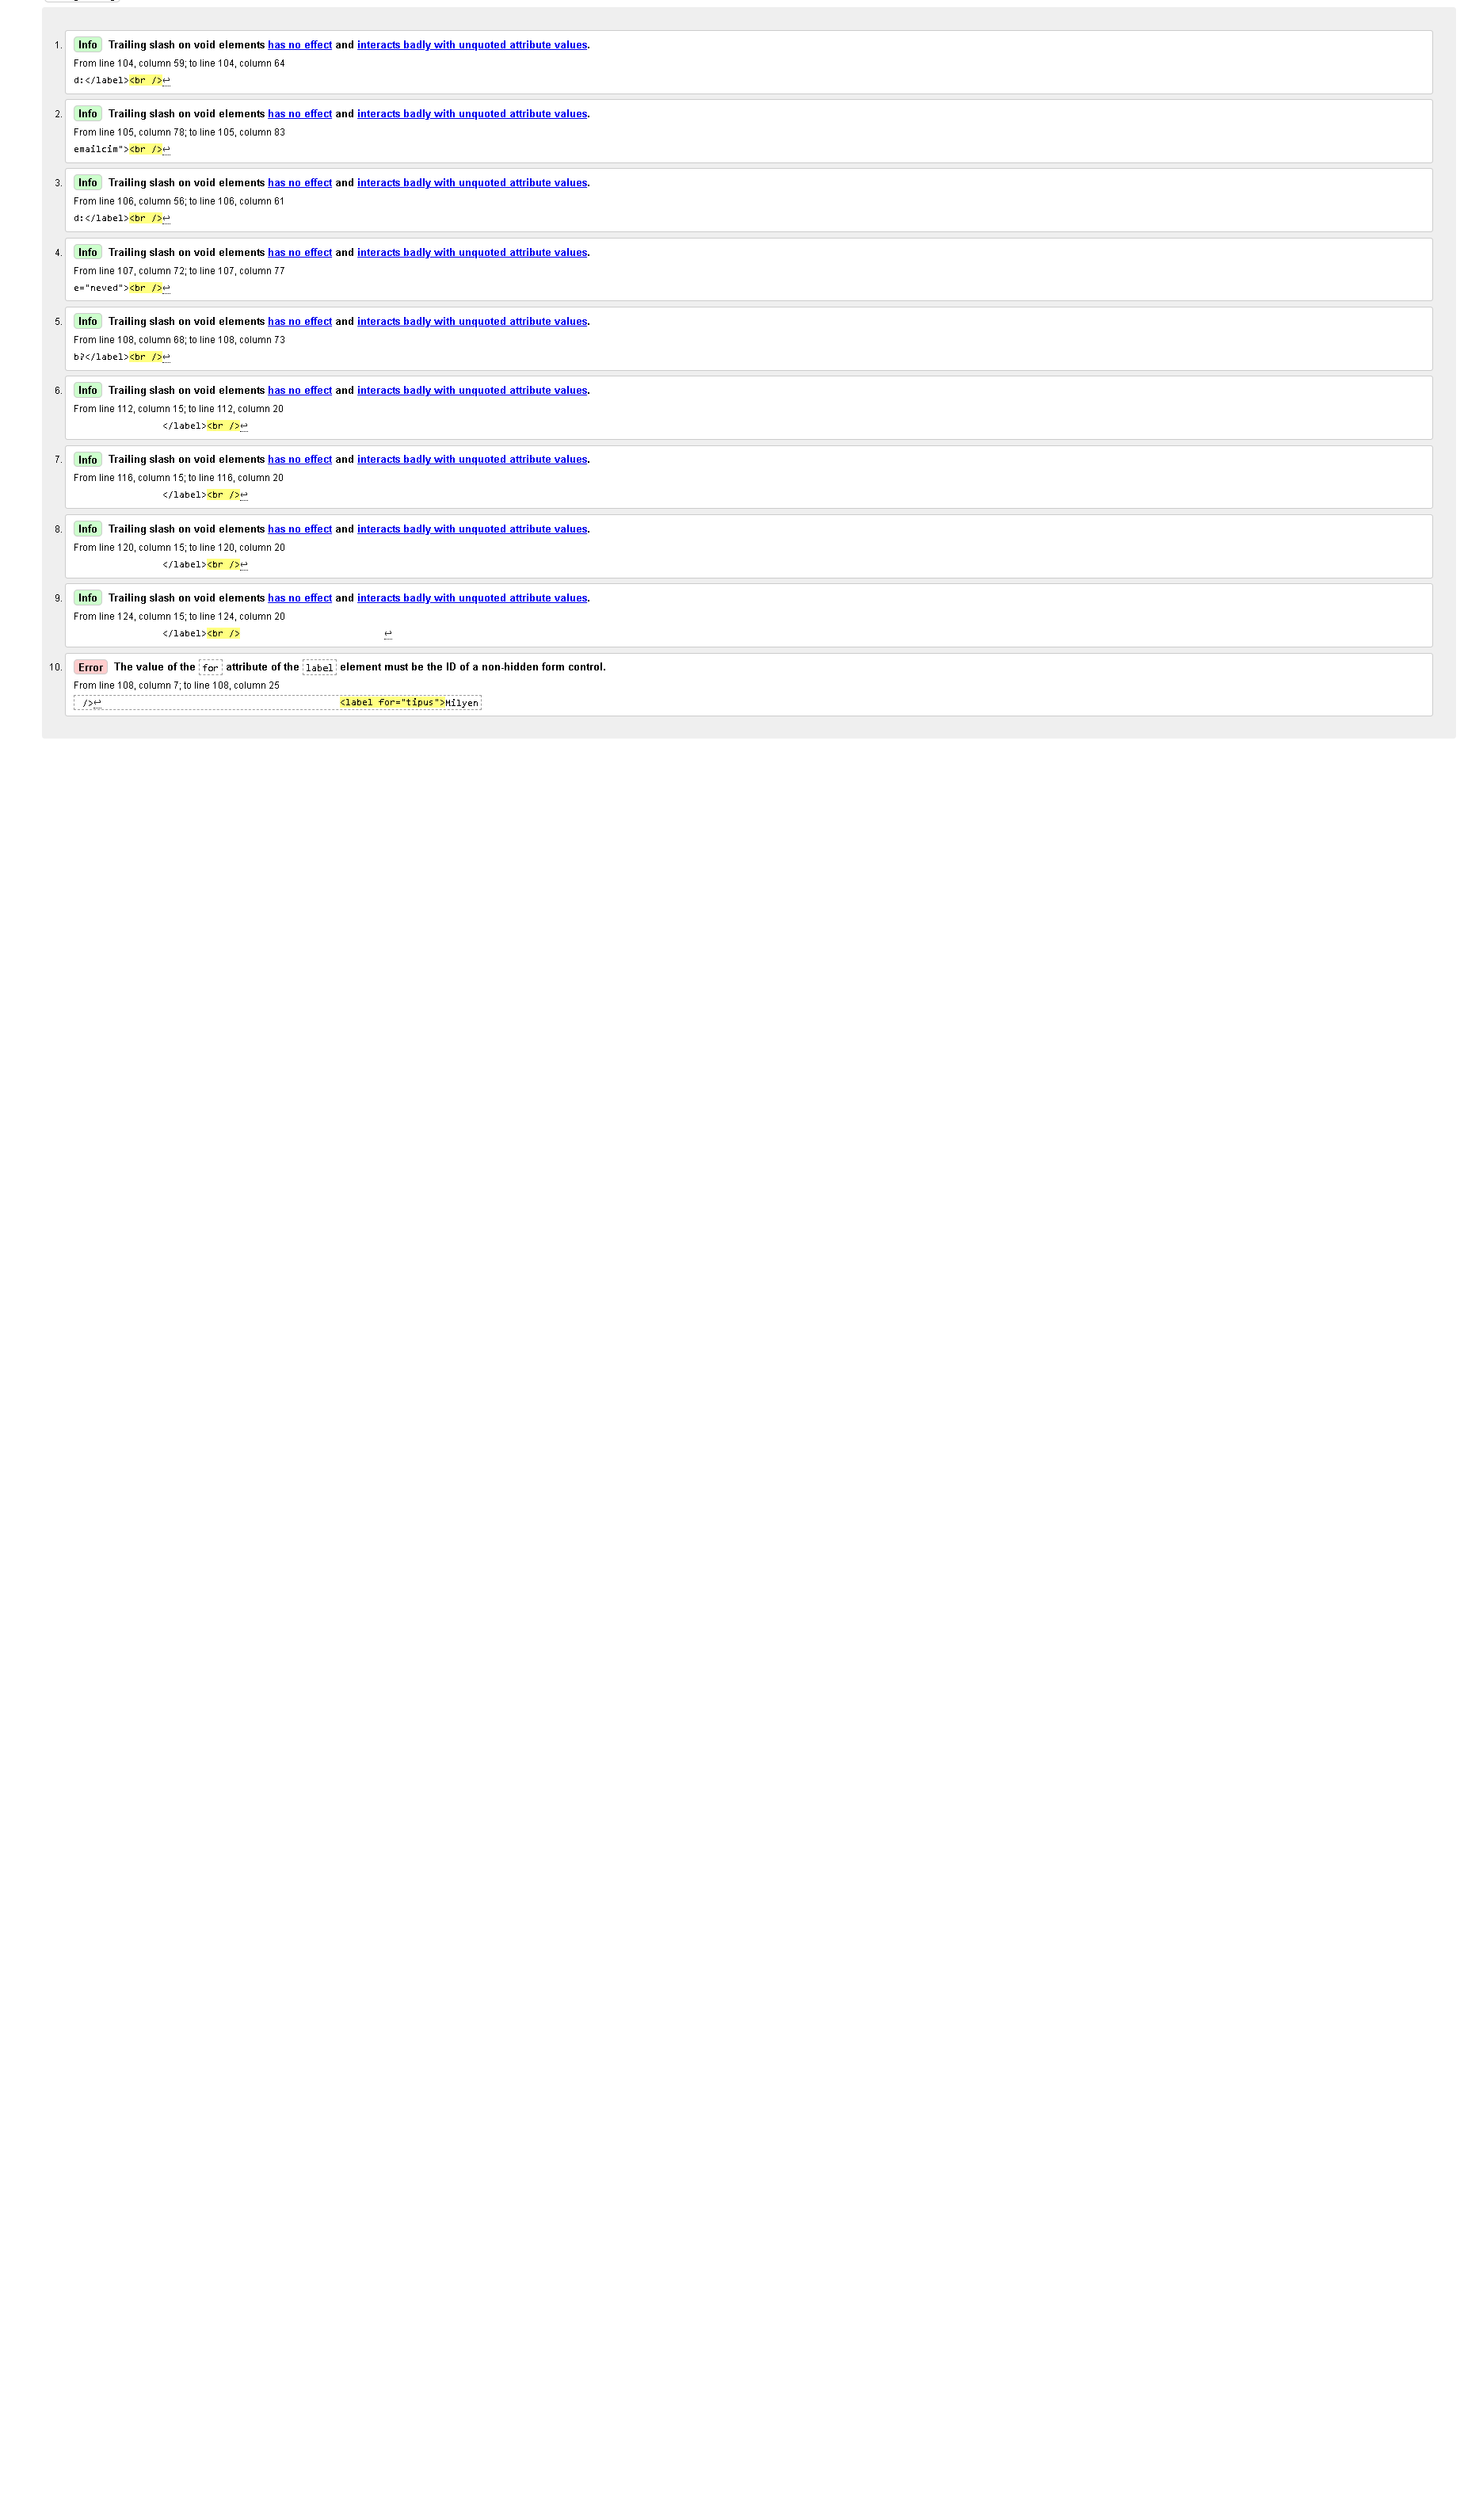 1. Info Trailing slash on void elements has no effect and interacts badly with unquoted attribute values.
From line 104, column 59; to line 104, column 64
d:</label><br />↩
2. Info Trailing slash on void elements has no effect and interacts badly with unquoted attribute values.
From line 105, column 78; to line 105, column 83
emailcim"><br />↩
3. Info Trailing slash on void elements has no effect and interacts badly with unquoted attribute values.
From line 106, column 56; to line 106, column 61
d:</label><br />↩
4. Info Trailing slash on void elements has no effect and interacts badly with unquoted attribute values.
From line 107, column 72; to line 107, column 77
e="neved"><br />↩
5. Info Trailing slash on void elements has no effect and interacts badly with unquoted attribute values.
From line 108, column 68; to line 108, column 73
b?</label><br />↩
6. Info Trailing slash on void elements has no effect and interacts badly with unquoted attribute values.
From line 112, column 15; to line 112, column 20
</label><br />↩
7. Info Trailing slash on void elements has no effect and interacts badly with unquoted attribute values.
From line 116, column 15; to line 116, column 20
</label><br />↩
8. Info Trailing slash on void elements has no effect and interacts badly with unquoted attribute values.
From line 120, column 15; to line 120, column 20
</label><br />↩
9. Info Trailing slash on void elements has no effect and interacts badly with unquoted attribute values.
From line 124, column 15; to line 124, column 20
</label><br /> ↩
10. Error The value of the for attribute of the label element must be the ID of a non-hidden form control.
From line 108, column 7; to line 108, column 25
/>↩ <label for="tipus">Milyen